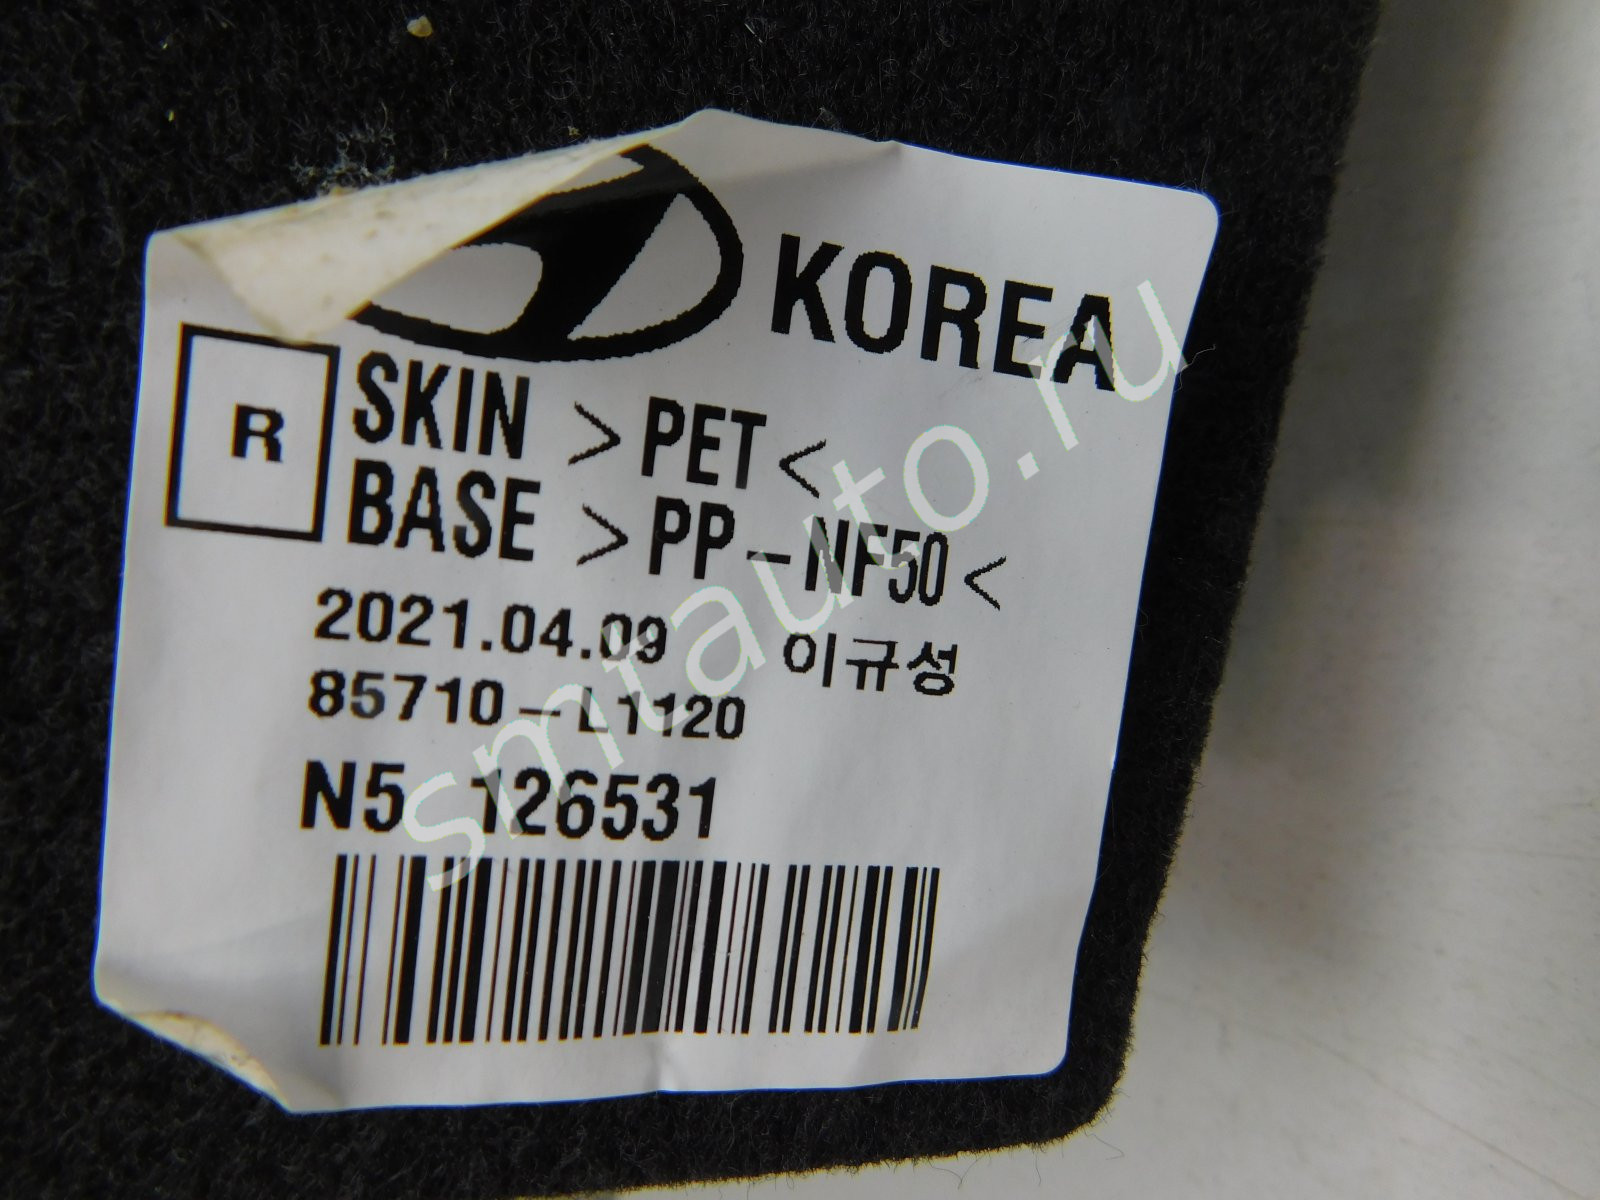 KOREA
R
SKIN >PET<
BASE >PP-NF50<
2021.04.09 이규성
85710-L1120
N5 126531
smtauto.ru